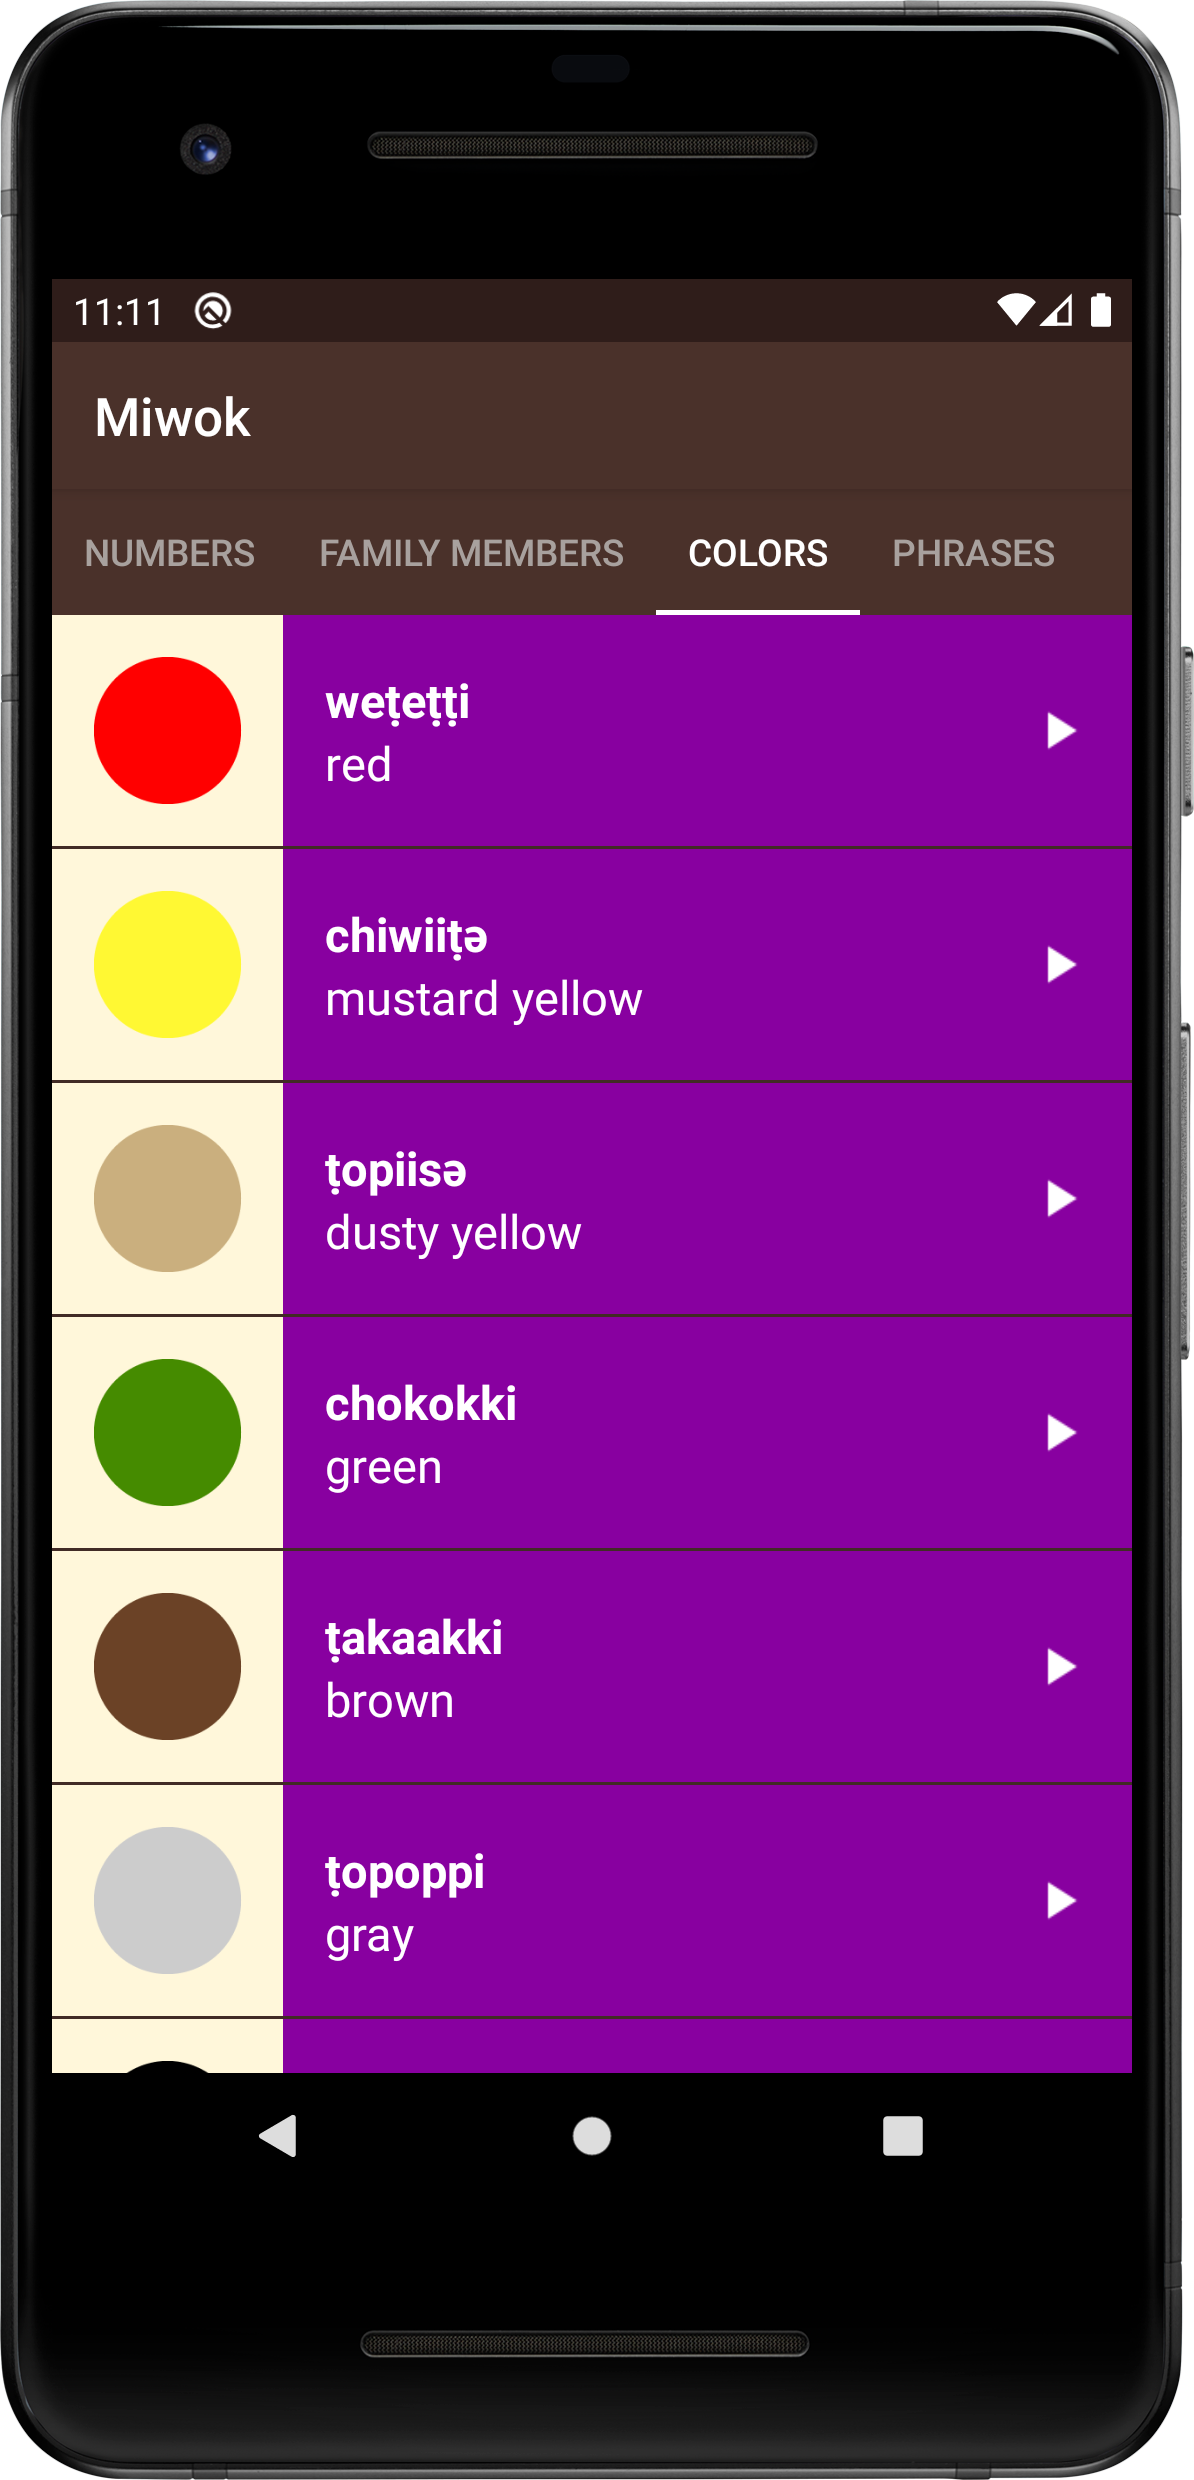 11:11
Miwok
NUMBERS FAMILY MEMBERS COLORS PHRASES
weṭeṭṭi
red
chiwiiṭə
mustard yellow
ṭopiisə
dusty yellow
chokokki
green
ṭakaakki
brown
ṭopoppi
gray